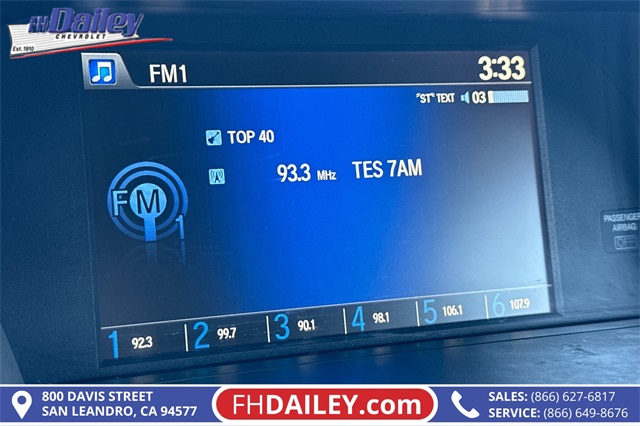 FH Dailey
CHEVROLET
Est. 1910
FM1
3:33
"ST" TEXT 03
TOP 40
93.3 MHz TES 7AM
FM
1
1 92.3 2 99.7 3 90.1 4 98.1 5 106.1 6 107.9
PASSENGER
AIRBAG
OFF
800 DAVIS STREET
SAN LEANDRO, CA 94577
FHDAILEY.com
SALES: (866) 627-6817
SERVICE: (866) 649-8676